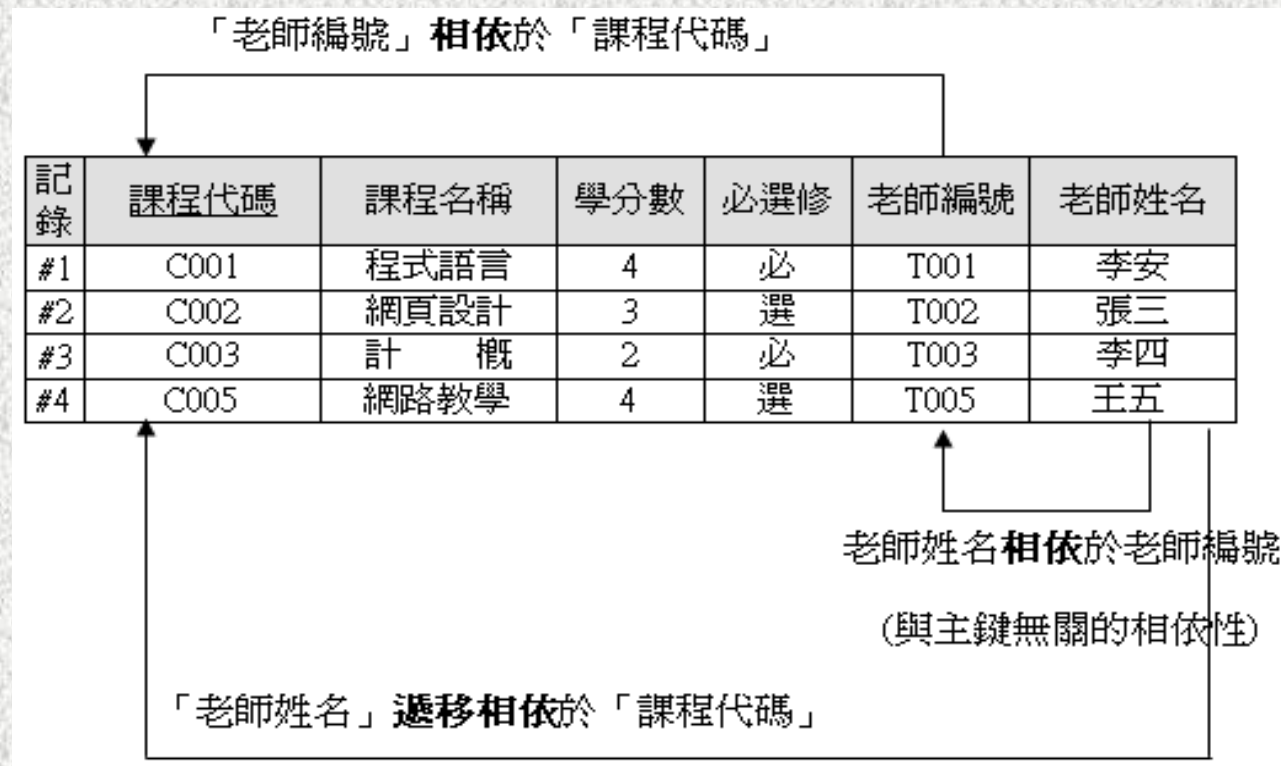 「老師編號」相依於「課程代碼」
記錄 課程代碼 課程名稱 學分數 必選修 老師編號 老師姓名
#1 C001 程式語言 4 必 T001 李安
#2 C002 網頁設計 3 選 T002 張三
#3 C003 計 概 2 必 T003 李四
#4 C005 網路教學 4 選 T005 王五
老師姓名相依於老師編號
(與主鍵無關的相依性)
「老師姓名」遞移相依於「課程代碼」